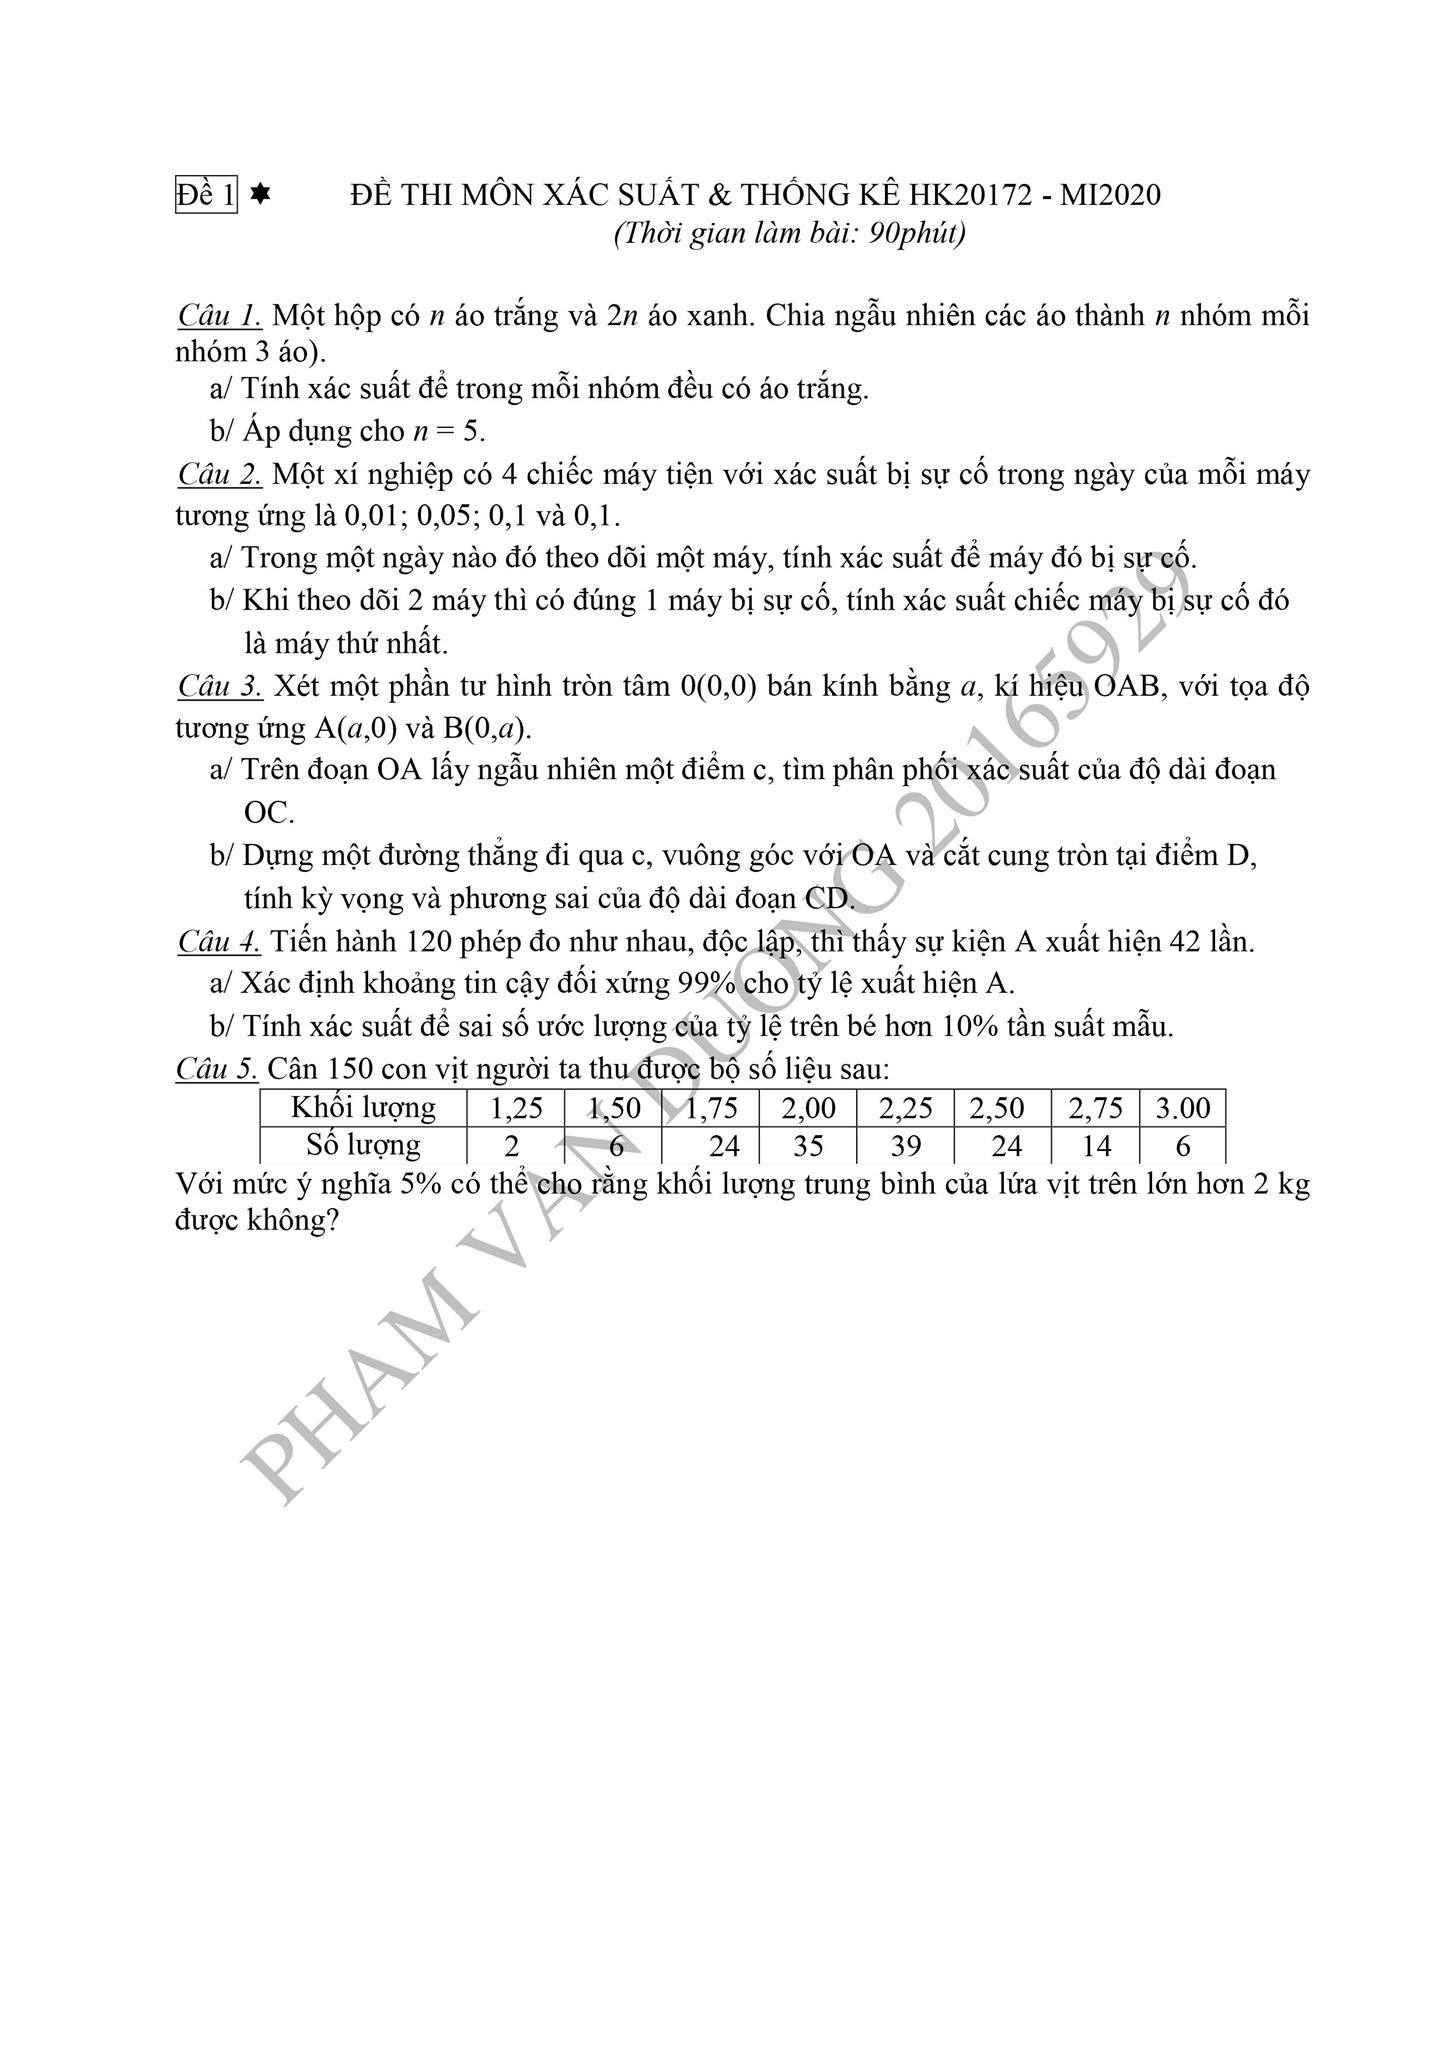 Đề 1 ✶ ĐỀ THI MÔN XÁC SUẤT & THỐNG KÊ HK20172 - MI2020
(Thời gian làm bài: 90phút)
Câu 1. Một hộp có n áo trắng và 2n áo xanh. Chia ngẫu nhiên các áo thành n nhóm mỗi
nhóm 3 áo).
a/ Tính xác suất để trong mỗi nhóm đều có áo trắng.
b/ Áp dụng cho n = 5.
Câu 2. Một xí nghiệp có 4 chiếc máy tiện với xác suất bị sự cố trong ngày của mỗi máy
tương ứng là 0,01; 0,05; 0,1 và 0,1.
a/ Trong một ngày nào đó theo dõi một máy, tính xác suất để máy đó bị sự cố.
b/ Khi theo dõi 2 máy thì có đúng 1 máy bị sự cố, tính xác suất chiếc máy bị sự cố đó
là máy thứ nhất.
Câu 3. Xét một phần tư hình tròn tâm 0(0,0) bán kính bằng a, kí hiệu OAB, với tọa độ
tương ứng A(a,0) và B(0,a).
a/ Trên đoạn OA lấy ngẫu nhiên một điểm c, tìm phân phối xác suất của độ dài đoạn
OC.
b/ Dựng một đường thẳng đi qua c, vuông góc với OA và cắt cung tròn tại điểm D,
tính kỳ vọng và phương sai của độ dài đoạn CD.
Câu 4. Tiến hành 120 phép đo như nhau, độc lập, thì thấy sự kiện A xuất hiện 42 lần.
a/ Xác định khoảng tin cậy đối xứng 99% cho tỷ lệ xuất hiện A.
b/ Tính xác suất để sai số ước lượng của tỷ lệ trên bé hơn 10% tần suất mẫu.
Câu 5. Cân 150 con vịt người ta thu được bộ số liệu sau:
Khối lượng 1,25 1,50 1,75 2,00 2,25 2,50 2,75 3.00
Số lượng 2 6 24 35 39 24 14 6
Với mức ý nghĩa 5% có thể cho rằng khối lượng trung bình của lứa vịt trên lớn hơn 2 kg
được không?
PHAM VAN DUONG 20165929